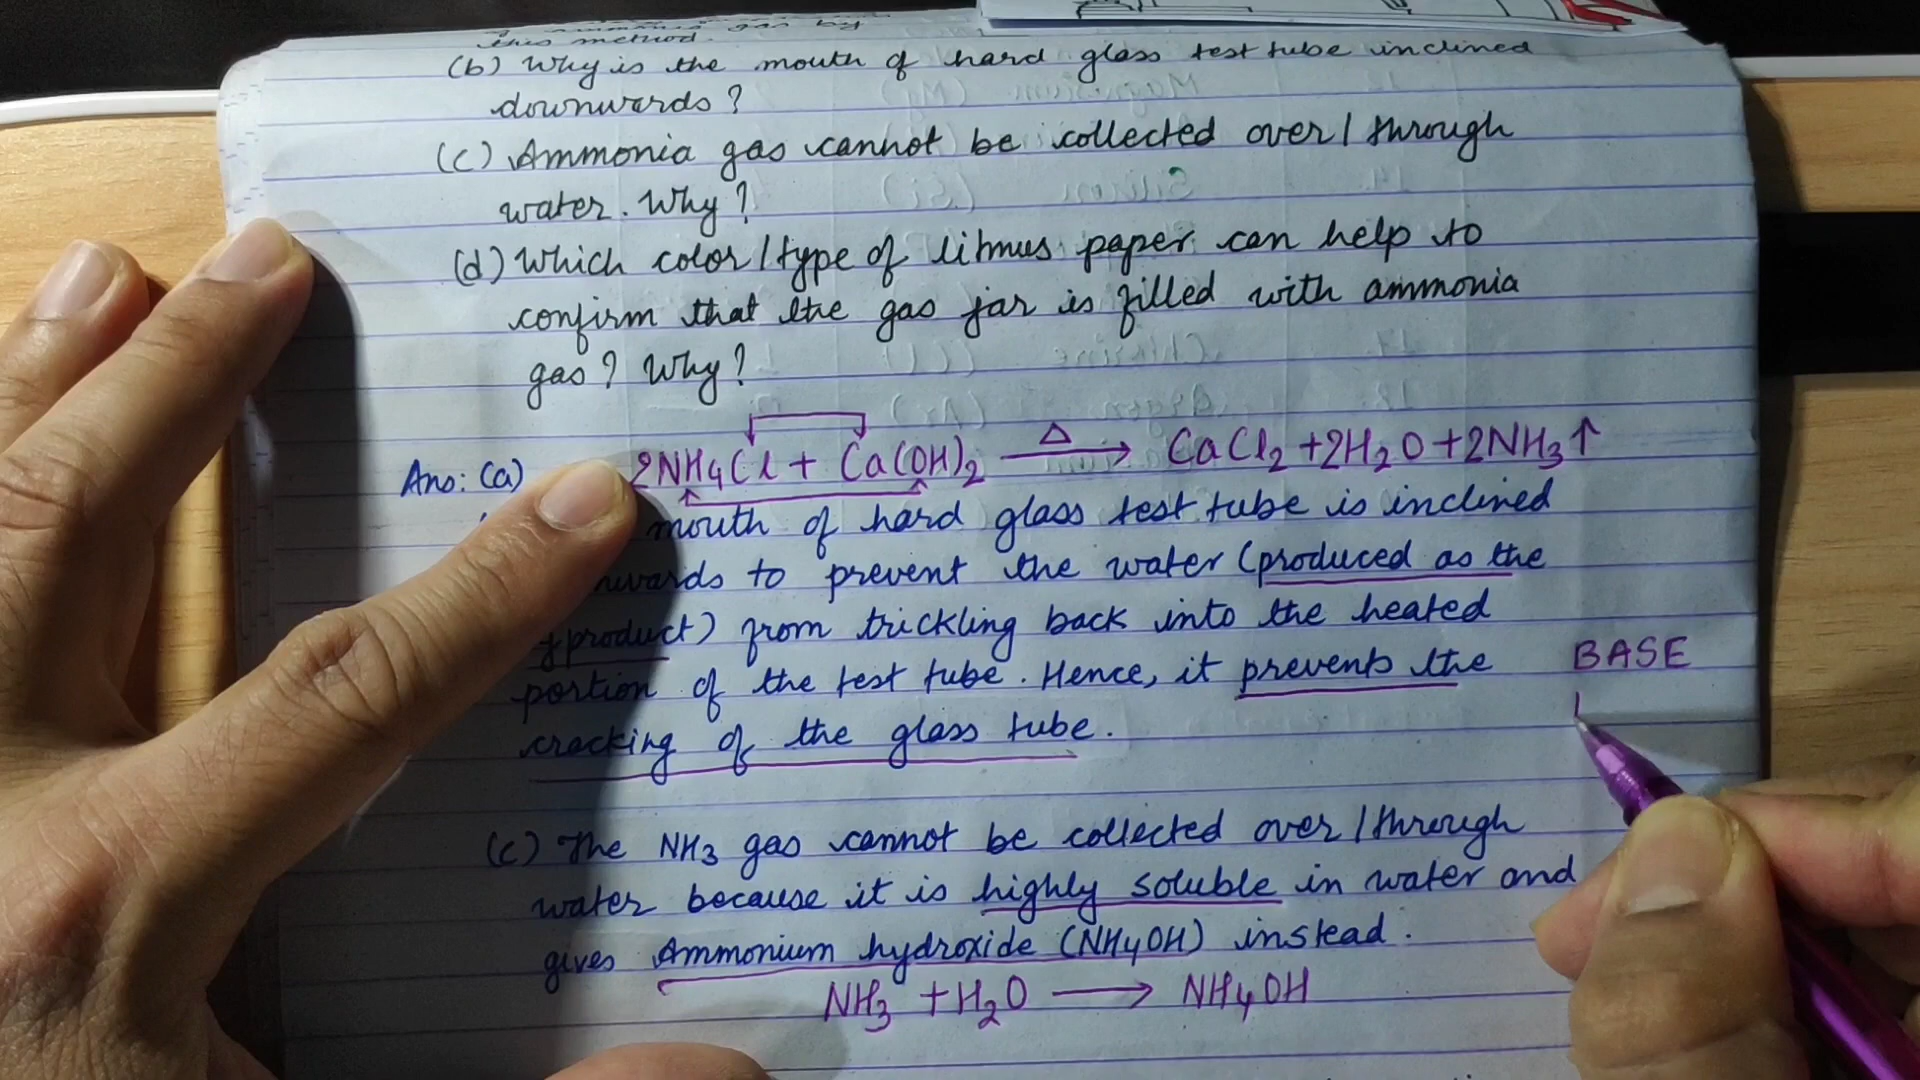 this method.
(b) Why is the mouth of hard glass test tube inclined
downwards?
(c) Ammonia gas cannot be collected over/through
water. Why?
(d) Which color/type of litmus paper can help to
confirm that the gas jar is filled with ammonia
gas? Why?
Ans: (a) 2NH4Cl + Ca(OH)2 —Δ→ CaCl2 + 2H2O + 2NH3↑
mouth of hard glass test tube is inclined
wards to prevent the water (produced as the
product) from trickling back into the heated
portion of the test tube. Hence, it prevents the
BASE
cracking of the glass tube.
(c) The NH3 gas cannot be collected over/through
water because it is highly soluble in water and
gives Ammonium hydroxide (NH4OH) instead.
NH3 + H2O → NH4OH